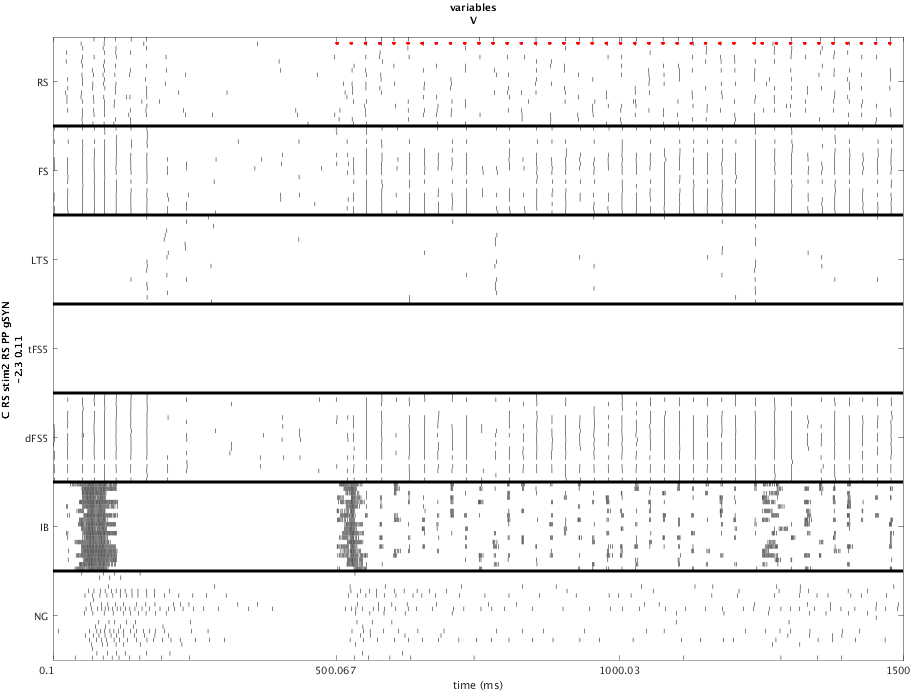 variables
V
RS
FS
LTS
tFS5
dFS5
IB
NG
C RS stim2 RS PP gSYN
-2.3 0.11
0.1
500.067
1000.03
1500
time (ms)